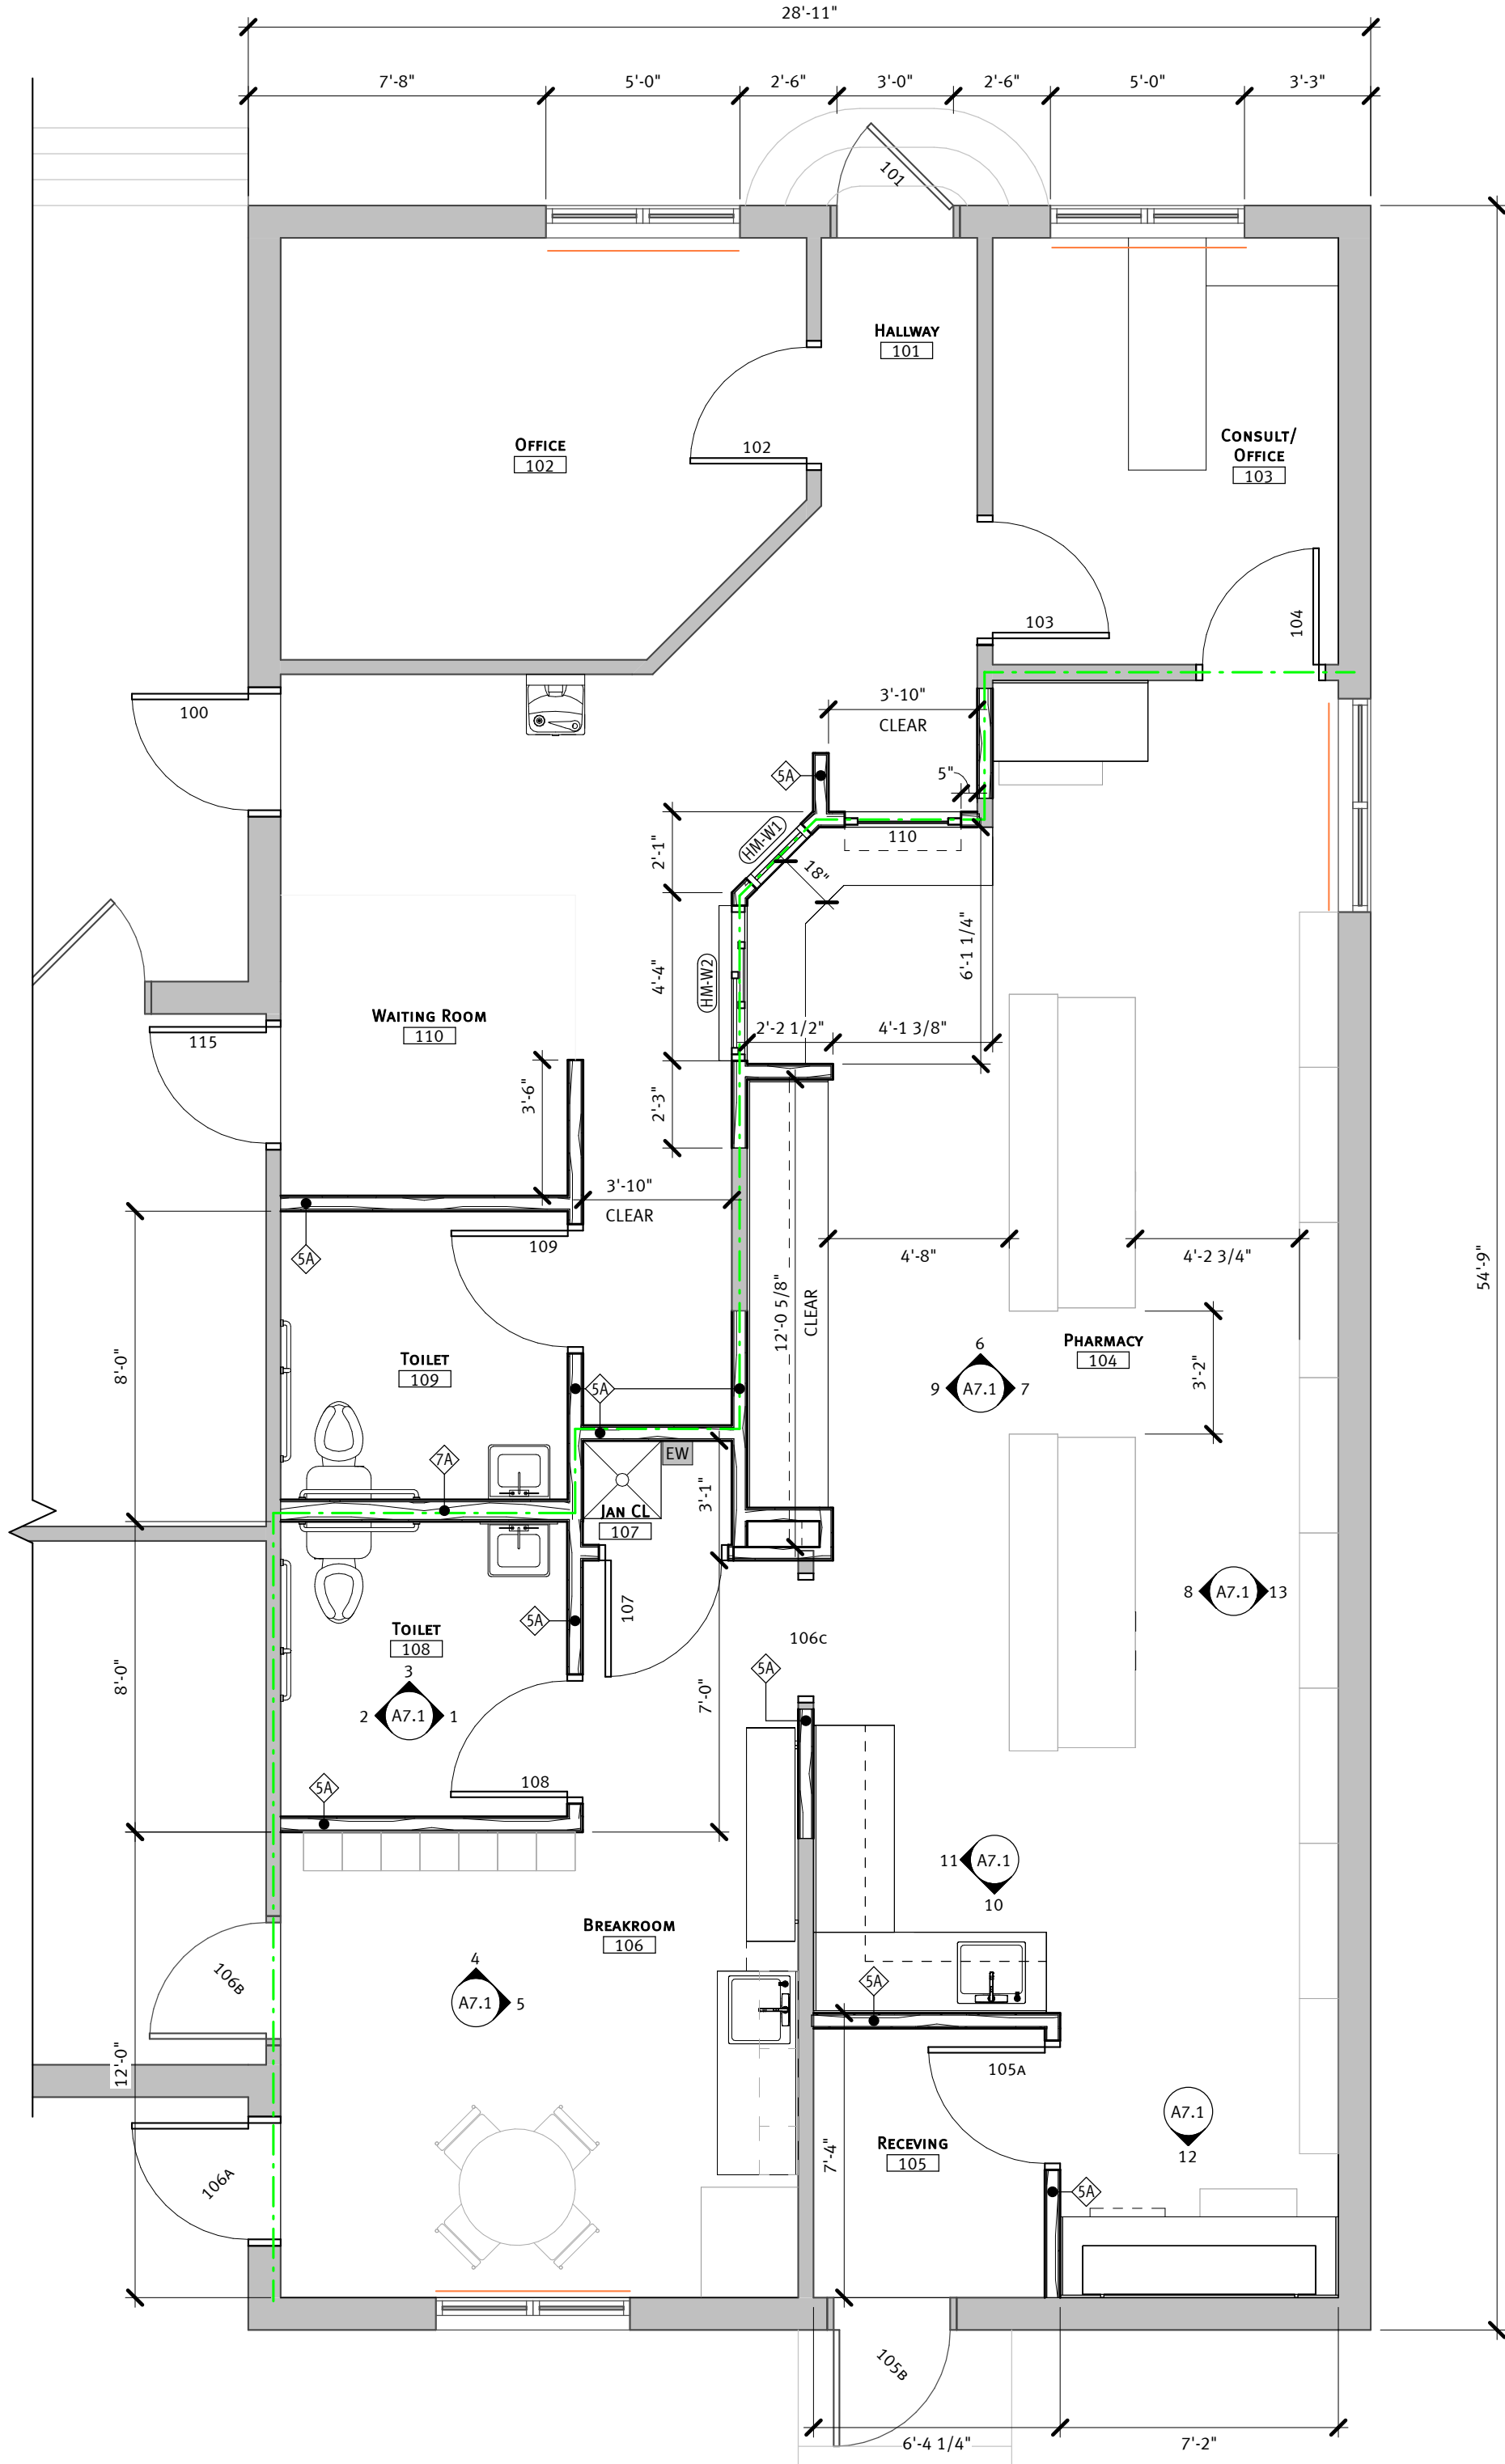 28'-11"
7'-8" 5'-0" 2'-6" 3'-0" 2'-6" 5'-0" 3'-3"
101
HALLWAY
101
OFFICE
102
102
CONSULT/
OFFICE
103
103
104
100
3'-10"
CLEAR
5A
5"
HM-W1
110
2'-1"
18"
6'-1 1/4"
4'-4"
HM-W2
WAITING ROOM
110
115
2'-2 1/2" 4'-1 3/8"
3'-6"
2'-3"
3'-10"
CLEAR
109
5A
4'-8" 4'-2 3/4"
54'-9"
12'-0 5/8"
CLEAR
8'-0"
TOILET
109
5A
PHARMACY
104
3'-2"
6
9 A7.1 7
7A
EW
3'-1"
JAN CL
107
107
8 A7.1 13
5A
TOILET
108
3
2 A7.1 1
106C
5A
8'-0"
7'-0"
108
5A
11 A7.1
10
BREAKROOM
106
4
A7.1 5
106B
5A
12'-0"
105A
A7.1
12
RECEVING
105
7'-4"
5A
106A
105B
6'-4 1/4" 7'-2"